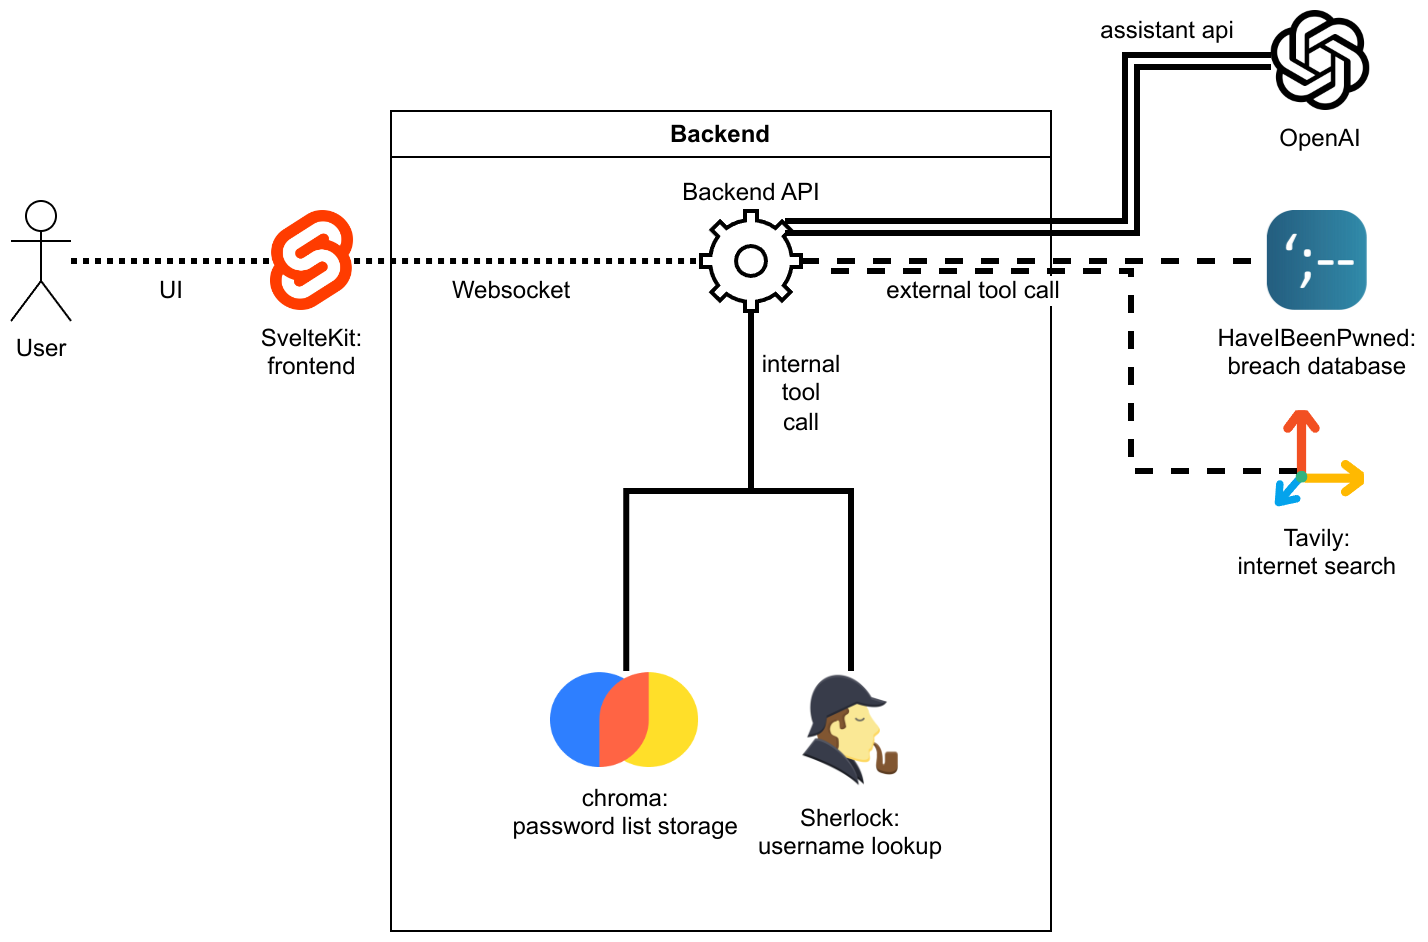 assistant api
OpenAI
Backend
Backend API
User
UI
SvelteKit:
frontend
Websocket
external tool call
‘;--
HaveIBeenPwned:
breach database
internal
tool
call
Tavily:
internet search
chroma:
password list storage
Sherlock:
username lookup